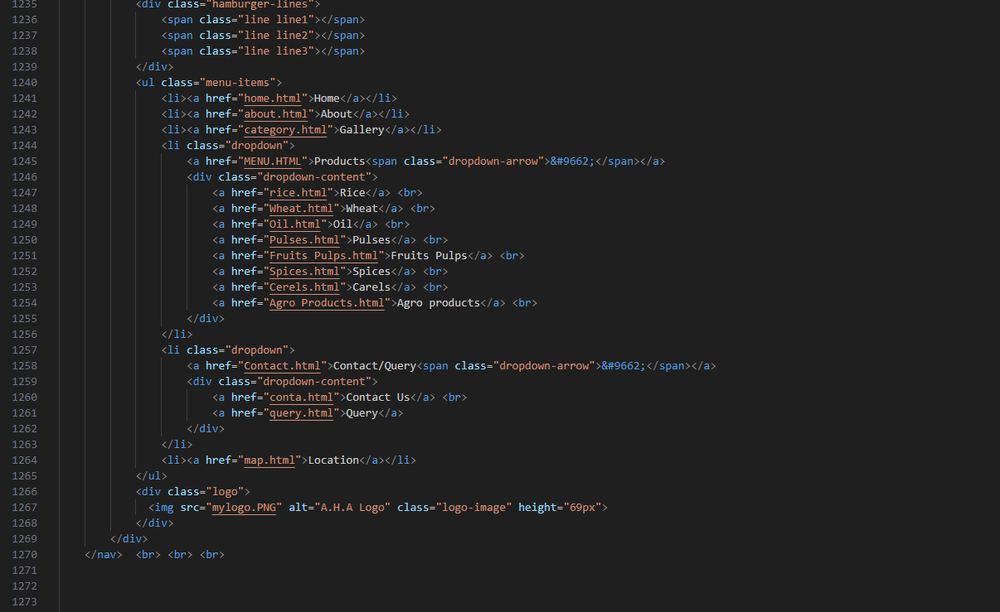 1235 <div class="hamburger-lines">
1236 <span class="line line1"></span>
1237 <span class="line line2"></span>
1238 <span class="line line3"></span>
1239 </div>
1240 <ul class="menu-items">
1241 <li><a href="home.html">Home</a></li>
1242 <li><a href="about.html">About</a></li>
1243 <li><a href="category.html">Gallery</a></li>
1244 <li class="dropdown">
1245 <a href="MENU.HTML">Products<span class="dropdown-arrow">&#9662;</span></a>
1246 <div class="dropdown-content">
1247 <a href="rice.html">Rice</a> <br>
1248 <a href="Wheat.html">Wheat</a> <br>
1249 <a href="Oil.html">Oil</a> <br>
1250 <a href="Pulses.html">Pulses</a> <br>
1251 <a href="Fruits Pulps.html">Fruits Pulps</a> <br>
1252 <a href="Spices.html">Spices</a> <br>
1253 <a href="Cerels.html">Carels</a> <br>
1254 <a href="Agro Products.html">Agro products</a> <br>
1255 </div>
1256 </li>
1257 <li class="dropdown">
1258 <a href="Contact.html">Contact/Query<span class="dropdown-arrow">&#9662;</span></a>
1259 <div class="dropdown-content">
1260 <a href="conta.html">Contact Us</a> <br>
1261 <a href="query.html">Query</a>
1262 </div>
1263 </li>
1264 <li><a href="map.html">Location</a></li>
1265 </ul>
1266 <div class="logo">
1267 <img src="mylogo.PNG" alt="A.H.A Logo" class="logo-image" height="69px">
1268 </div>
1269 </div>
1270 </nav> <br> <br> <br>
1271
1272
1273